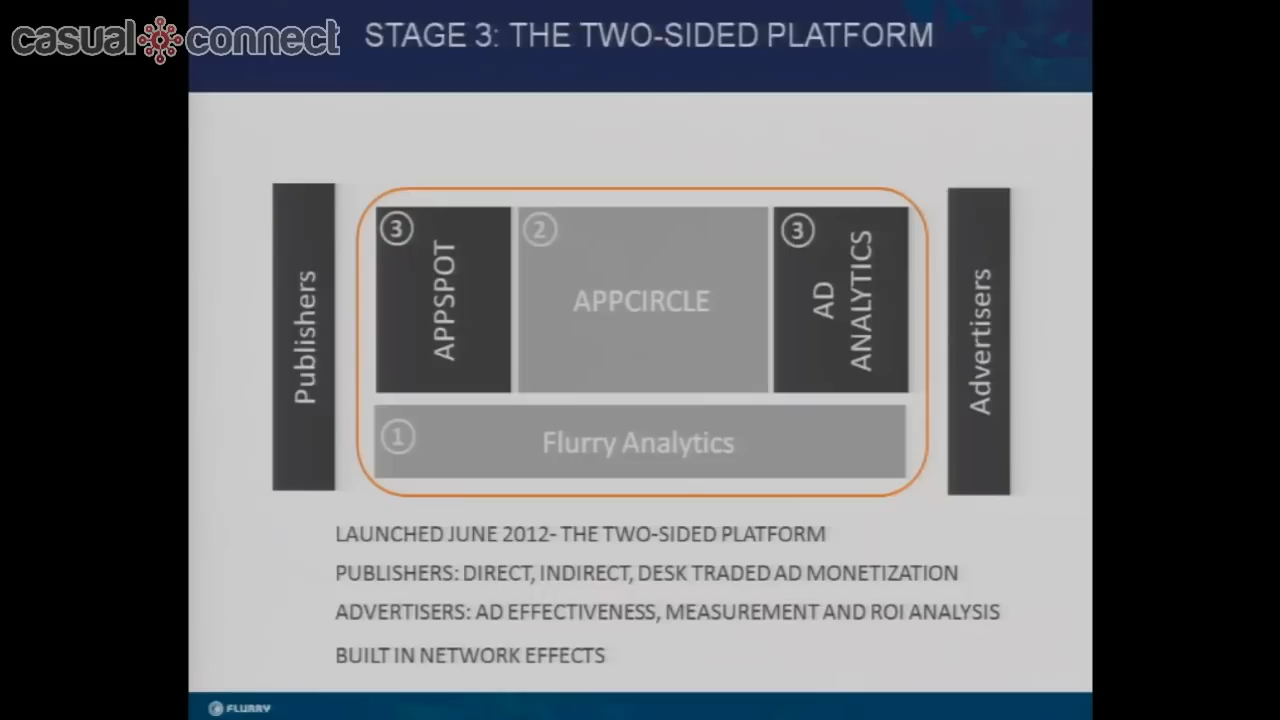 casual connect
STAGE 3: THE TWO-SIDED PLATFORM
Publishers
3
APPSPOT
2
APPCIRCLE
3
AD
ANALYTICS
Advertisers
1
Flurry Analytics
LAUNCHED JUNE 2012- THE TWO-SIDED PLATFORM
PUBLISHERS: DIRECT, INDIRECT, DESK TRADED AD MONETIZATION
ADVERTISERS: AD EFFECTIVENESS, MEASUREMENT AND ROI ANALYSIS
BUILT IN NETWORK EFFECTS
FLURRY